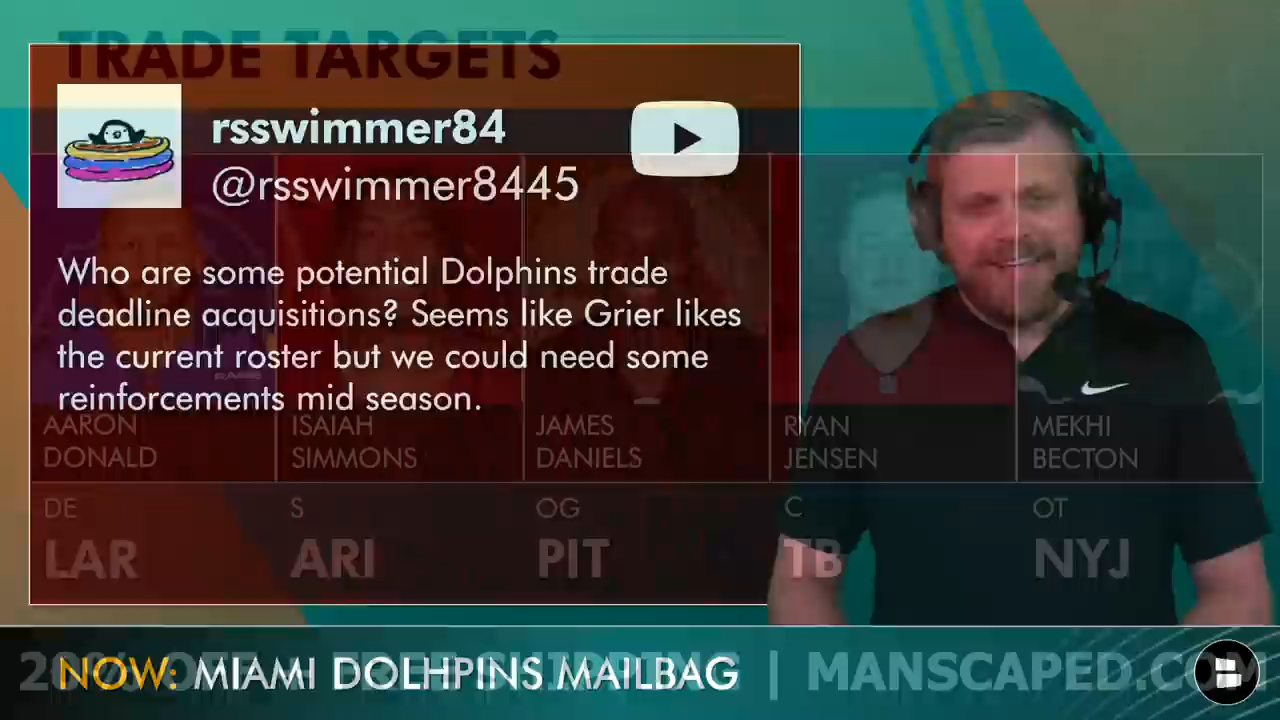 TRADE TARGETS
rsswimmer84
@rsswimmer8445
Who are some potential Dolphins trade
deadline acquisitions? Seems like Grier likes
the current roster but we could need some
reinforcements mid season.
AARON
DONALD
ISAIAH
SIMMONS
JAMES
DANIELS
RYAN
JENSEN
MEKHI
BECTON
DE
S
OG
C
OT
LAR
ARI
PIT
TB
NYJ
NOW: MIAMI DOLHPINS MAILBAG
| MANSCAPED.COM